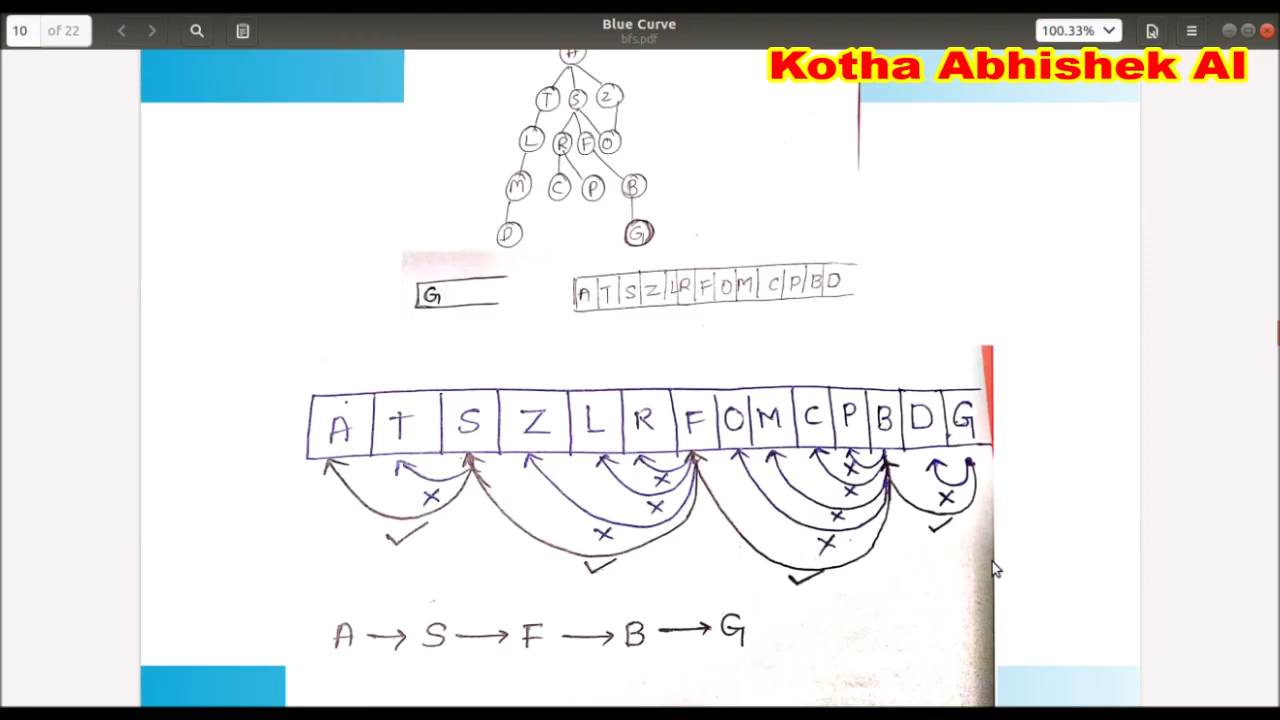 10 of 22
Blue Curve
bfs.pdf
100.33%
Kotha Abhishek AI
A
T S Z
L R F O
M C P B
D G
G
A T S Z L R F O M C P B D
A T S Z L R F O M C P B D G
A → S → F → B → G